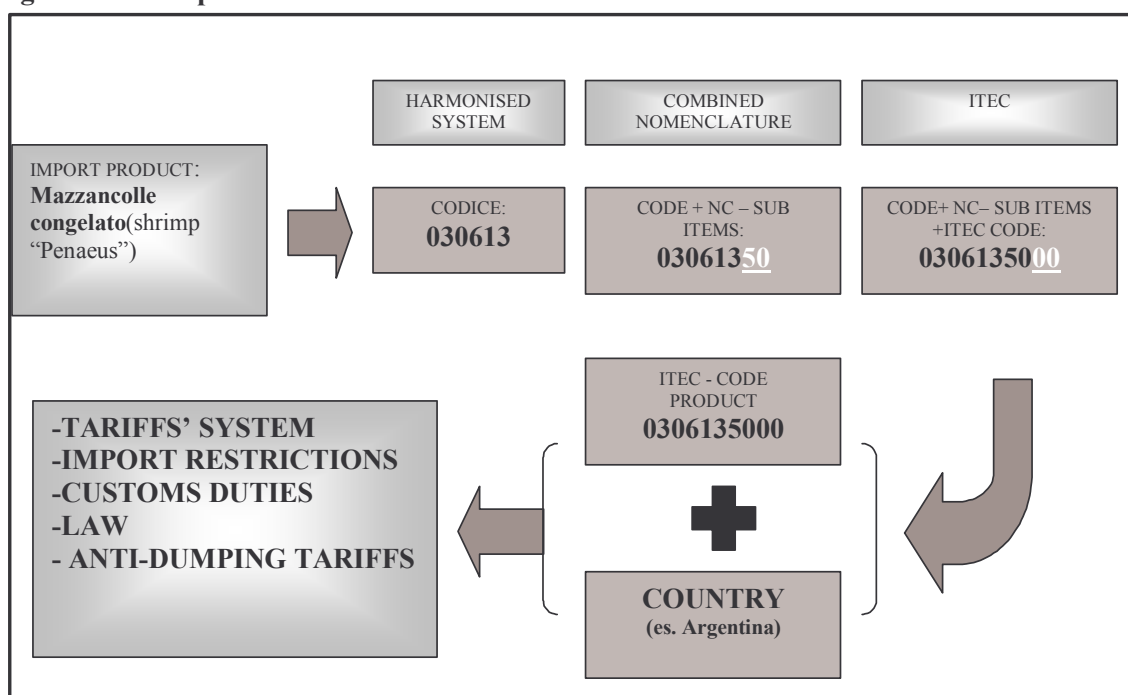 HARMONISED
SYSTEM
COMBINED
NOMENCLATURE
ITEC
IMPORT PRODUCT:
Mazzancolle
congelato(shrimp
“Penaeus”)
CODICE:
030613
CODE + NC – SUB
ITEMS:
03061350
CODE+ NC– SUB ITEMS
+ITEC CODE:
0306135000
ITEC - CODE
PRODUCT
0306135000
-TARIFFS’ SYSTEM
-IMPORT RESTRICTIONS
-CUSTOMS DUTIES
-LAW
- ANTI-DUMPING TARIFFS
COUNTRY
(es. Argentina)